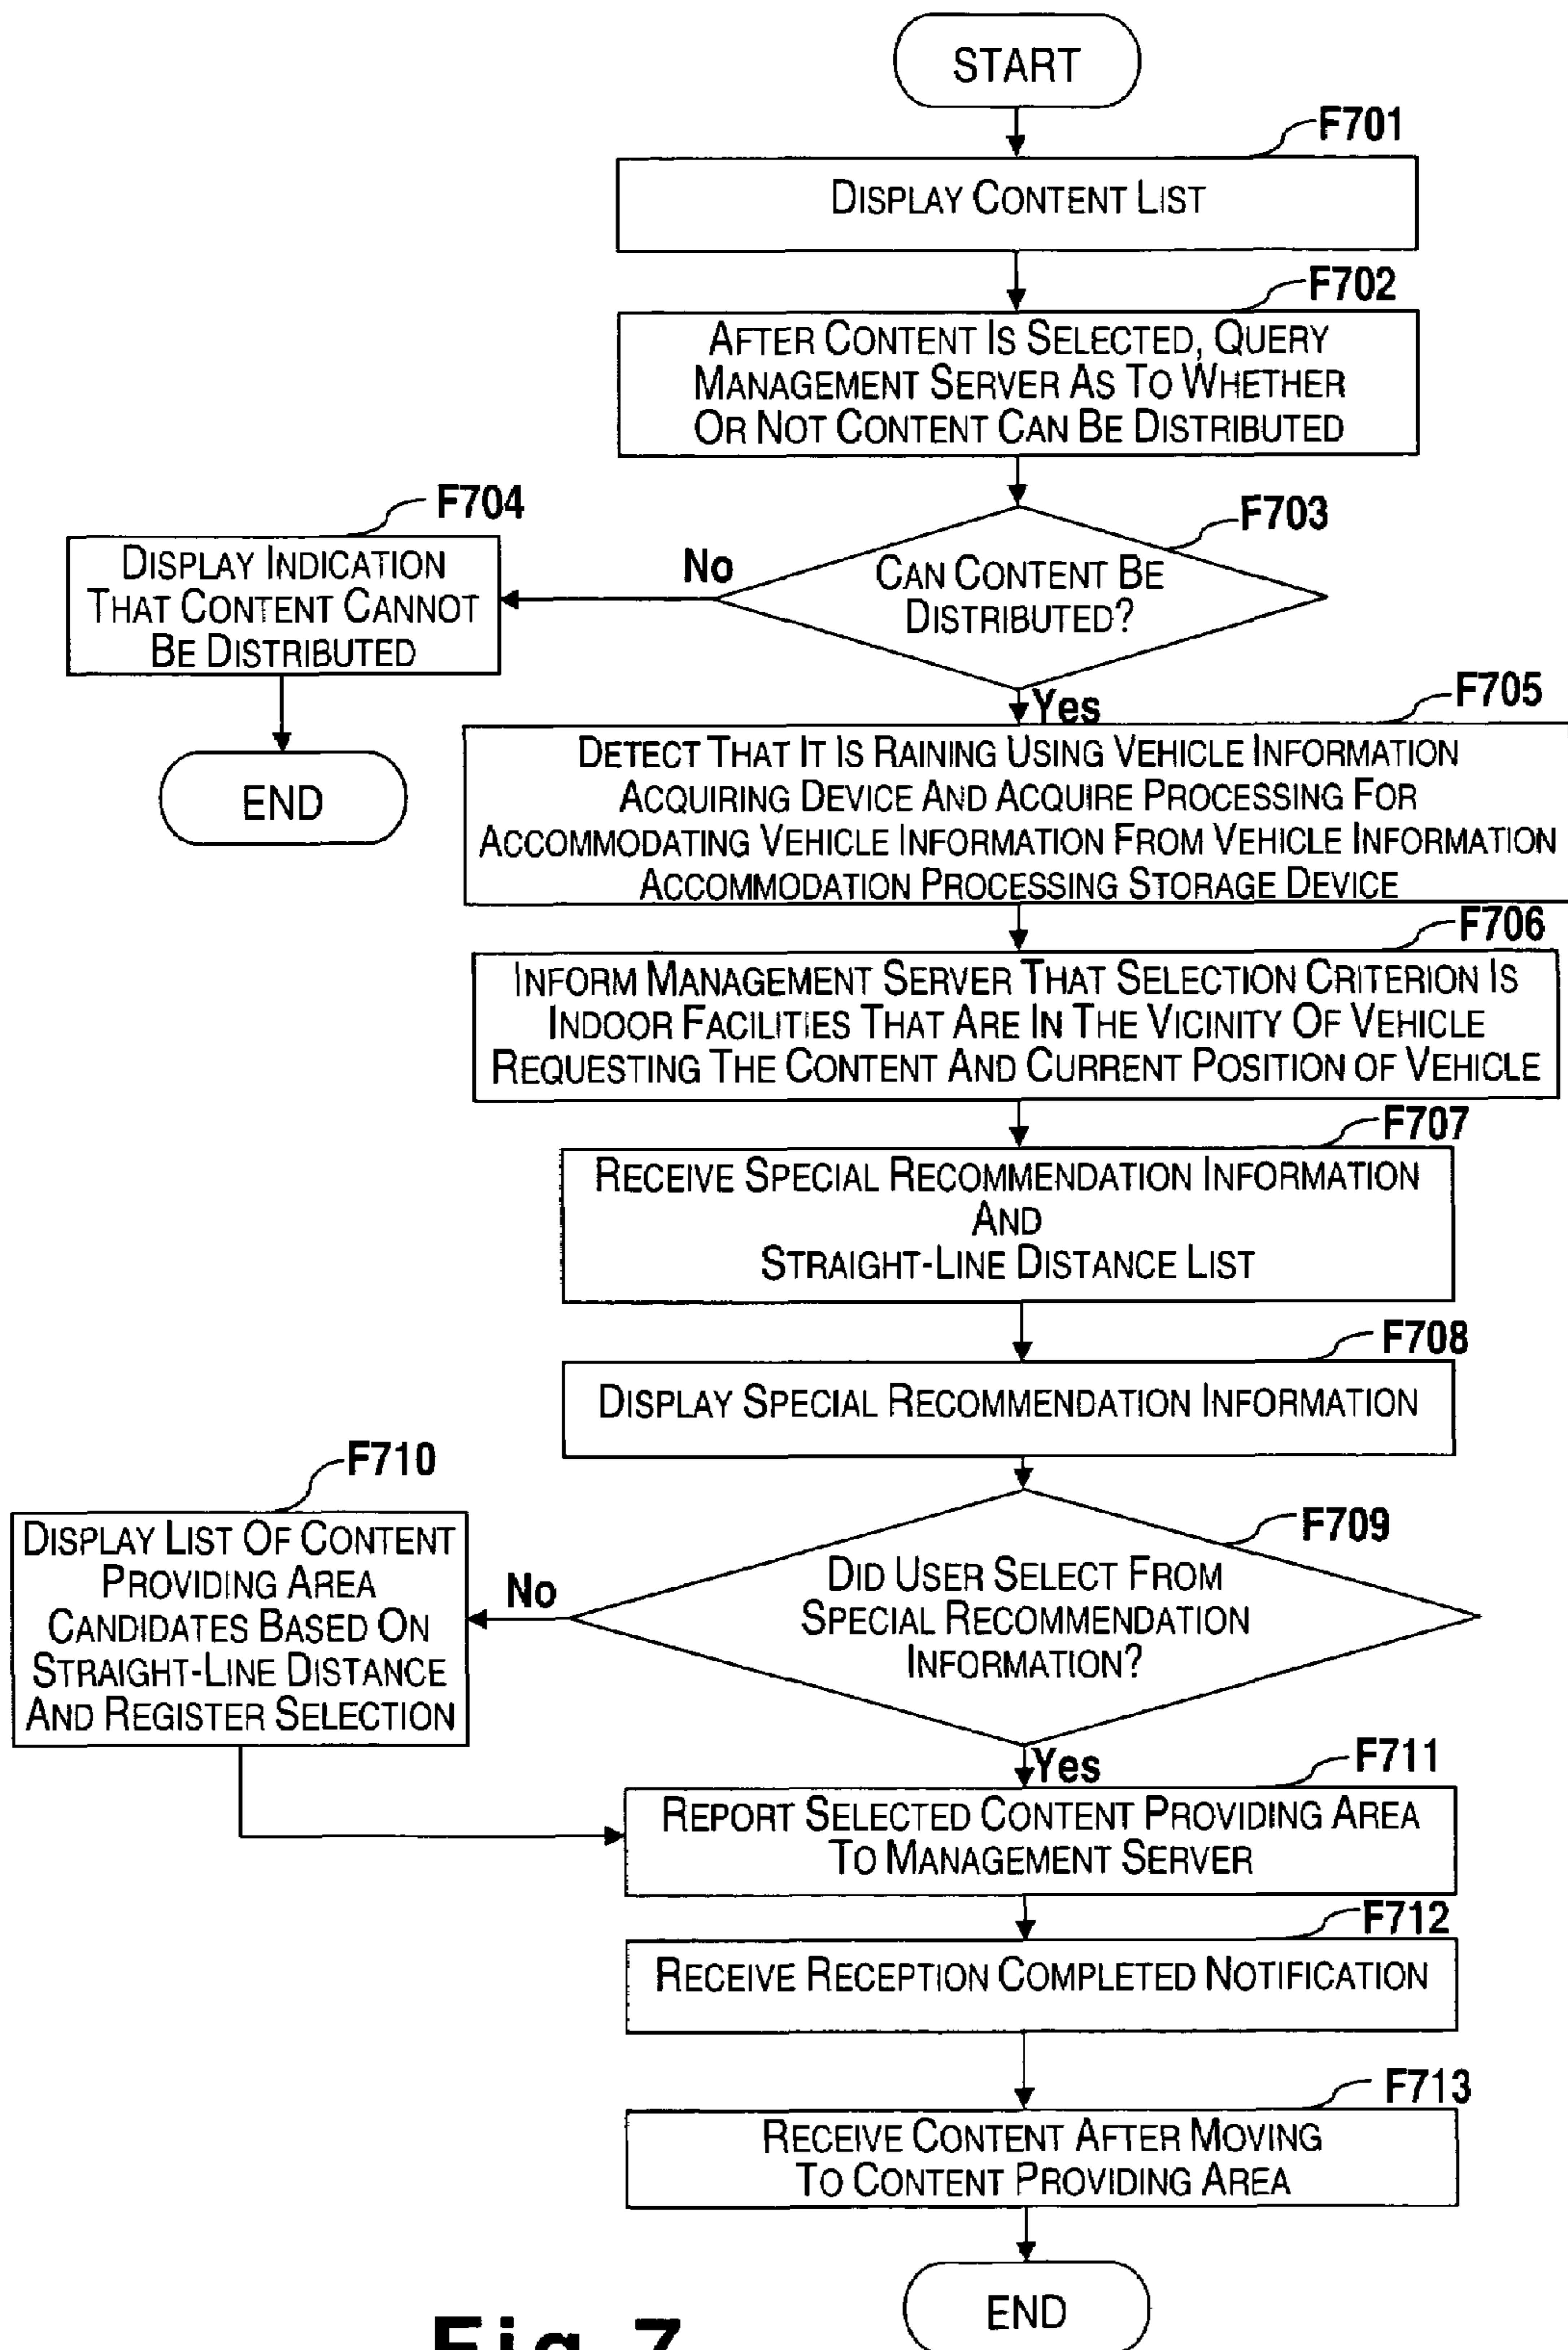 START
F701
DISPLAY CONTENT LIST
F702
AFTER CONTENT IS SELECTED, QUERY
MANAGEMENT SERVER AS TO WHETHER
OR NOT CONTENT CAN BE DISTRIBUTED
F703
CAN CONTENT BE
DISTRIBUTED?
No
F704
DISPLAY INDICATION
THAT CONTENT CANNOT
BE DISTRIBUTED
END
Yes
F705
DETECT THAT IT IS RAINING USING VEHICLE INFORMATION
ACQUIRING DEVICE AND ACQUIRE PROCESSING FOR
ACCOMMODATING VEHICLE INFORMATION FROM VEHICLE INFORMATION
ACCOMMODATION PROCESSING STORAGE DEVICE
F706
INFORM MANAGEMENT SERVER THAT SELECTION CRITERION IS
INDOOR FACILITIES THAT ARE IN THE VICINITY OF VEHICLE
REQUESTING THE CONTENT AND CURRENT POSITION OF VEHICLE
F707
RECEIVE SPECIAL RECOMMENDATION INFORMATION
AND
STRAIGHT-LINE DISTANCE LIST
F708
DISPLAY SPECIAL RECOMMENDATION INFORMATION
F709
DID USER SELECT FROM
SPECIAL RECOMMENDATION
INFORMATION?
No
F710
DISPLAY LIST OF CONTENT
PROVIDING AREA
CANDIDATES BASED ON
STRAIGHT-LINE DISTANCE
AND REGISTER SELECTION
Yes
F711
REPORT SELECTED CONTENT PROVIDING AREA
TO MANAGEMENT SERVER
F712
RECEIVE RECEPTION COMPLETED NOTIFICATION
F713
RECEIVE CONTENT AFTER MOVING
TO CONTENT PROVIDING AREA
END
Fig. 7